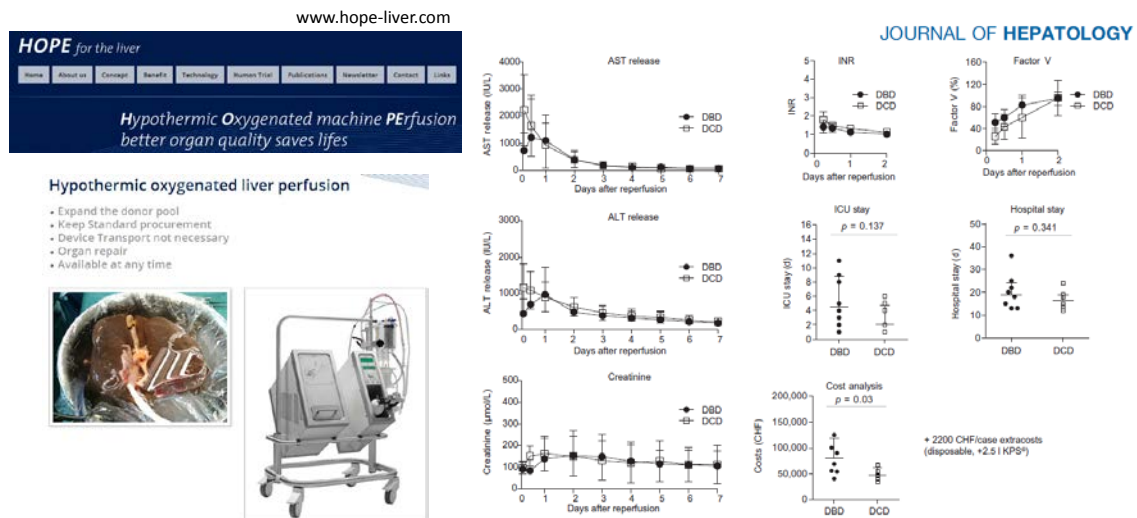 www.hope-liver.com
HOPE for the liver
Home
About us
Concept
Benefit
Technology
Human Trial
Publications
Newsletter
Contact
Links
Hypothermic Oxygenated machine PErfusion
better organ quality saves lifes
Hypothermic oxygenated liver perfusion
• Expand the donor pool
• Keep Standard procurement
• Device Transport not necessary
• Organ repair
• Available at any time
JOURNAL OF HEPATOLOGY
AST release
AST release (IU/L)
4000
3000
2000
1000
0
DBD
DCD
0 1 2 3 4 5 6 7
Days after reperfusion
INR
INR
5
4
3
2
1
0
DBD
DCD
0 1 2
Days after reperfusion
Factor V
Factor V (%)
160
120
80
40
0
DBD
DCD
0 1 2
Days after reperfusion
ALT release
ALT release (IU/L)
3000
2000
1000
0
DBD
DCD
0 1 2 3 4 5 6 7
Days after reperfusion
ICU stay
p = 0.137
ICU stay (d)
16
14
12
10
8
6
4
2
0
DBD DCD
Hospital stay
p = 0.341
Hospital stay (d)
50
40
30
20
10
0
DBD DCD
Creatinine
Creatinine (µmol/L)
600
500
400
300
200
100
0
DBD
DCD
0 1 2 3 4 5 6 7
Days after reperfusion
Cost analysis
p = 0.03
Costs (CHF)
200,000
150,000
100,000
50,000
0
DBD DCD
+ 2200 CHF/case extracosts
(disposable, +2.5 l KPS®)